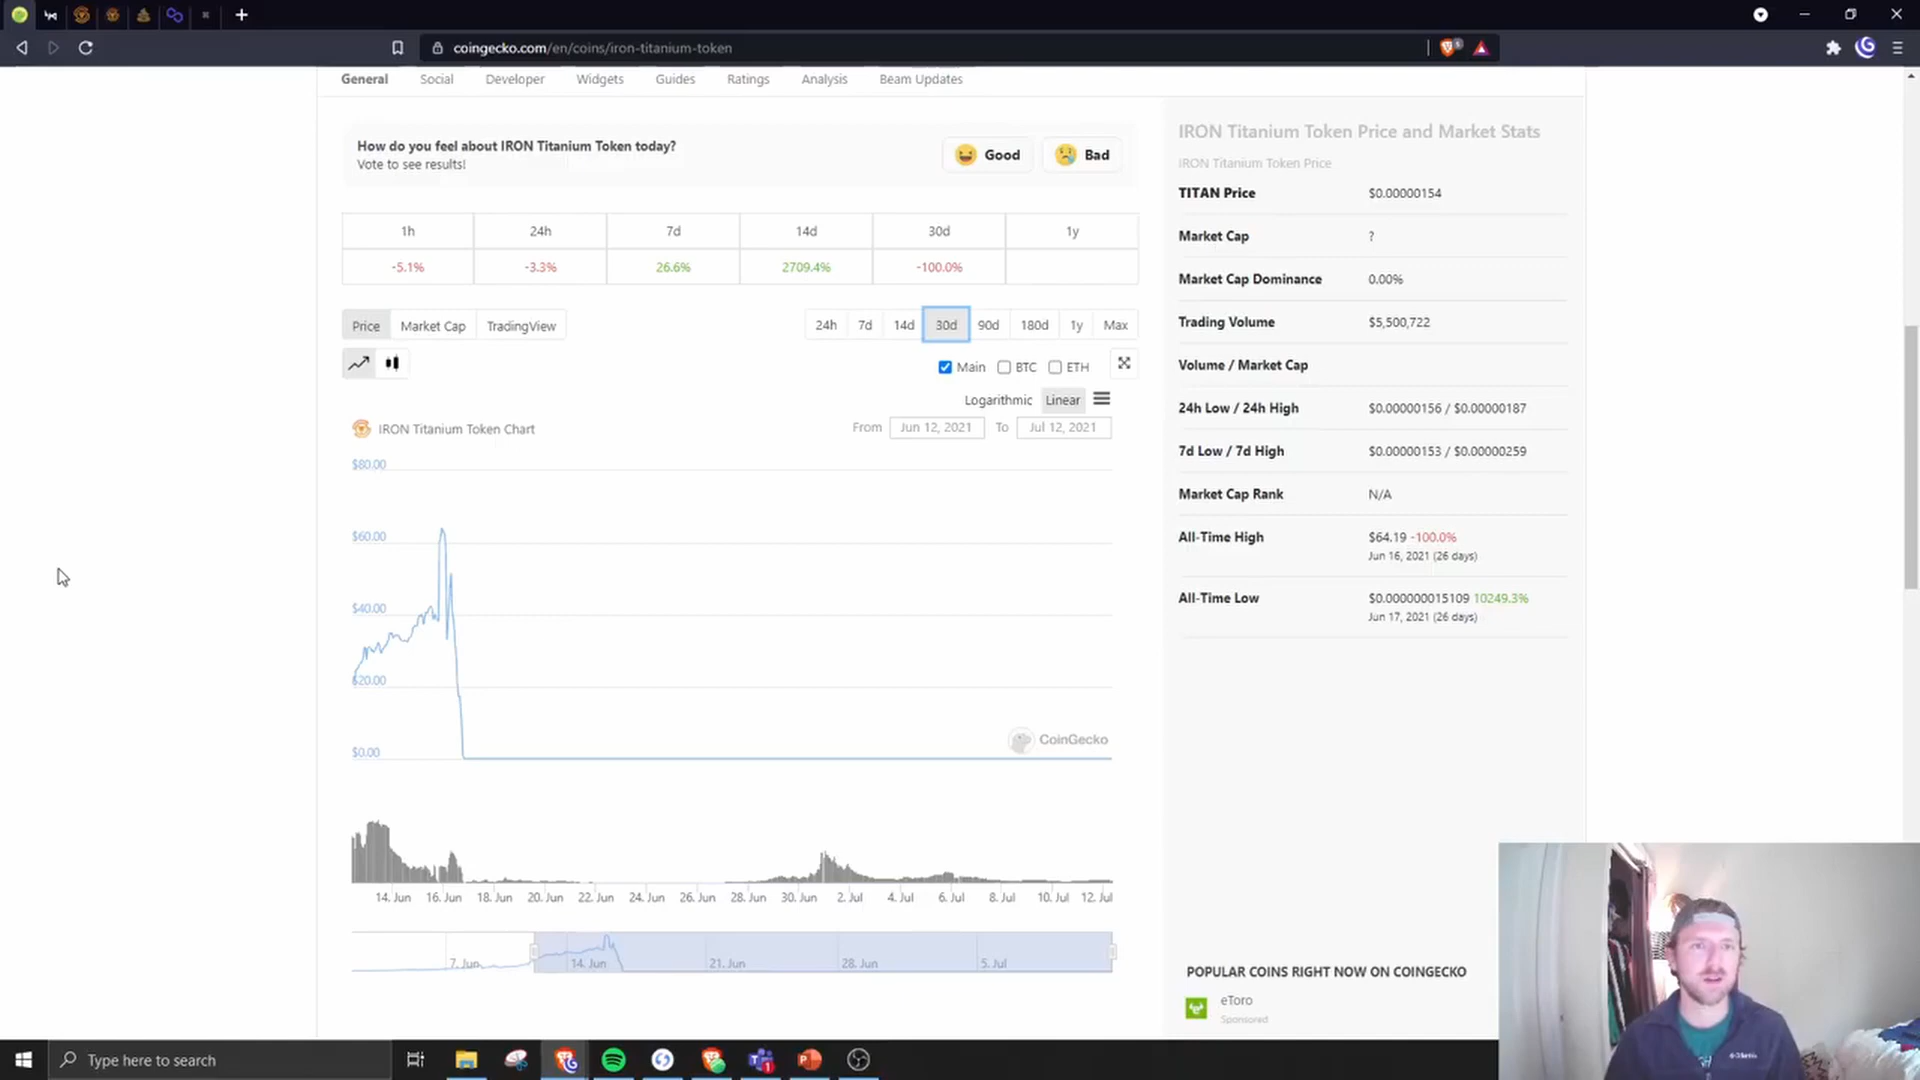 coingecko.com/en/coins/iron-titanium-token
General Social Developer Widgets Guides Ratings Analysis Beam Updates
How do you feel about IRON Titanium Token today?
Vote to see results!
Good
Bad
1h 24h 7d 14d 30d 1y
-5.1% -3.3% 26.6% 2709.4% -100.0%
Price Market Cap TradingView
24h 7d 14d 30d 90d 180d 1y Max
Main BTC ETH
Logarithmic Linear
IRON Titanium Token Chart
From Jun 12, 2021 To Jul 12, 2021
$80.00
$60.00
$40.00
$20.00
$0.00
CoinGecko
14. Jun 16. Jun 18. Jun 20. Jun 22. Jun 24. Jun 26. Jun 28. Jun 30. Jun 2. Jul 4. Jul 6. Jul 8. Jul 10. Jul 12. Jul
7. Jun 14. Jun 21. Jun 28. Jun 5. Jul
IRON Titanium Token Price and Market Stats
IRON Titanium Token Price
TITAN Price $0.00000154
Market Cap ?
Market Cap Dominance 0.00%
Trading Volume $5,500,722
Volume / Market Cap
24h Low / 24h High $0.00000156 / $0.00000187
7d Low / 7d High $0.00000153 / $0.00000259
Market Cap Rank N/A
All-Time High $64.19 -100.0%
Jun 16, 2021 (26 days)
All-Time Low $0.000000015109 10249.3%
Jun 17, 2021 (26 days)
POPULAR COINS RIGHT NOW ON COINGECKO
eToro
Sponsored
Type here to search